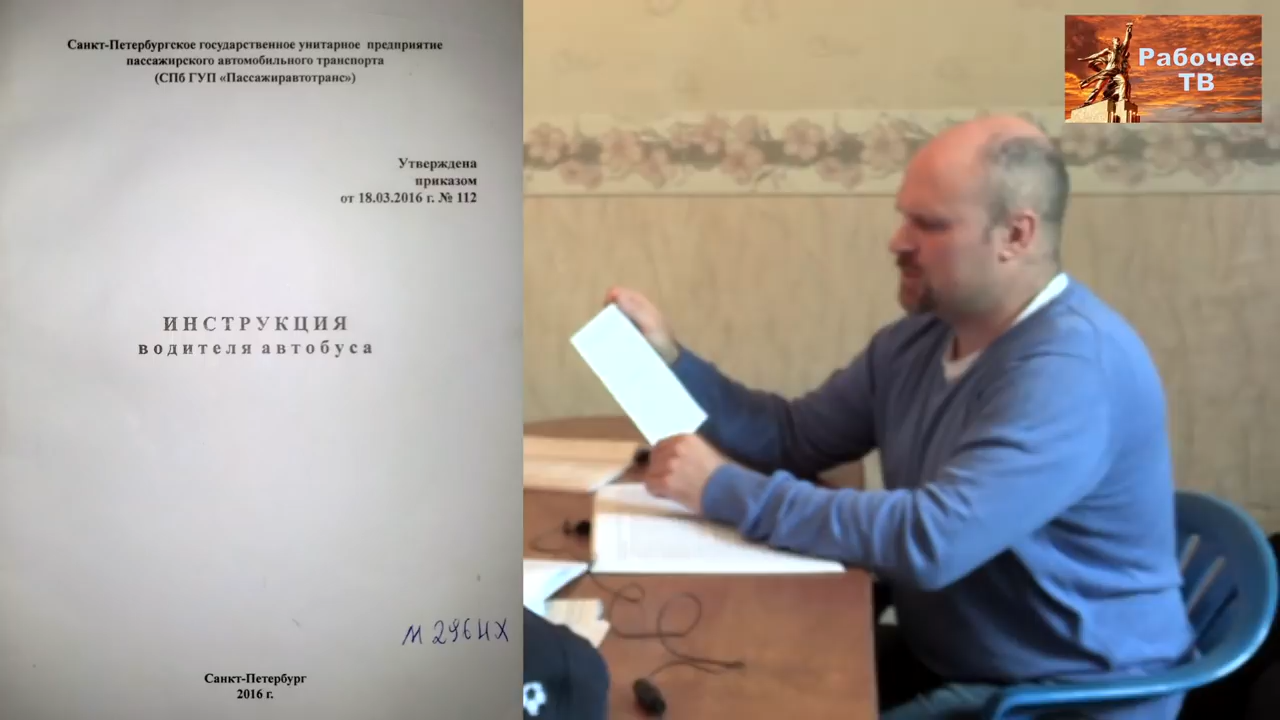 Санкт-Петербургское государственное унитарное предприятие
пассажирского автомобильного транспорта
(СПб ГУП «Пассажиравтотранс»)
Утверждена
приказом
от 18.03.2016 г. № 112
ИНСТРУКЦИЯ
водителя автобуса
м 296 нх
Санкт-Петербург
2016 г.
Рабочее
ТВ